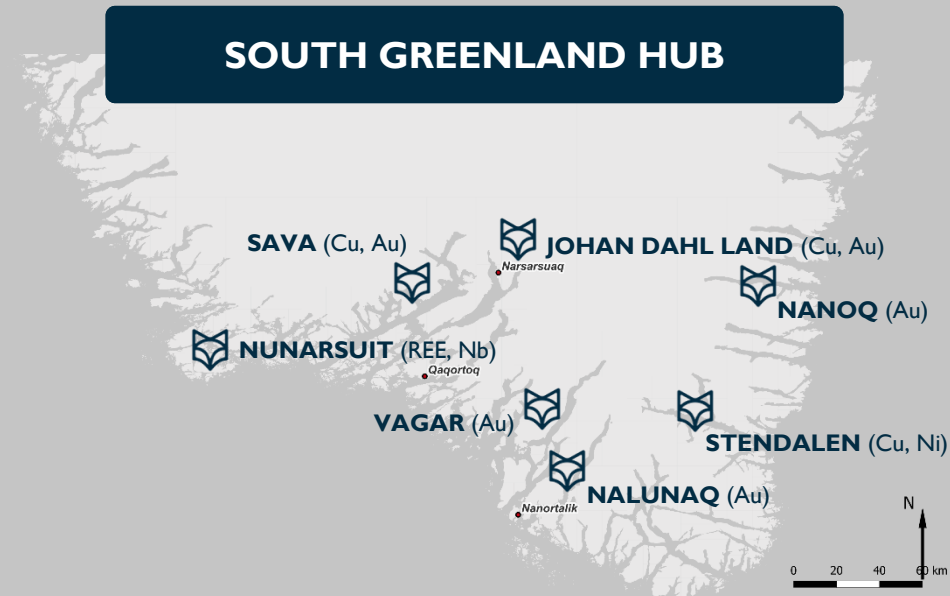 SOUTH GREENLAND HUB
SAVA (Cu, Au)
JOHAN DAHL LAND (Cu, Au)
Narsarsuaq
NANOQ (Au)
NUNARSUIT (REE, Nb)
Qaqortoq
VAGAR (Au)
STENDALEN (Cu, Ni)
NALUNAQ (Au)
Nanortalik
N
0 20 40 60 km